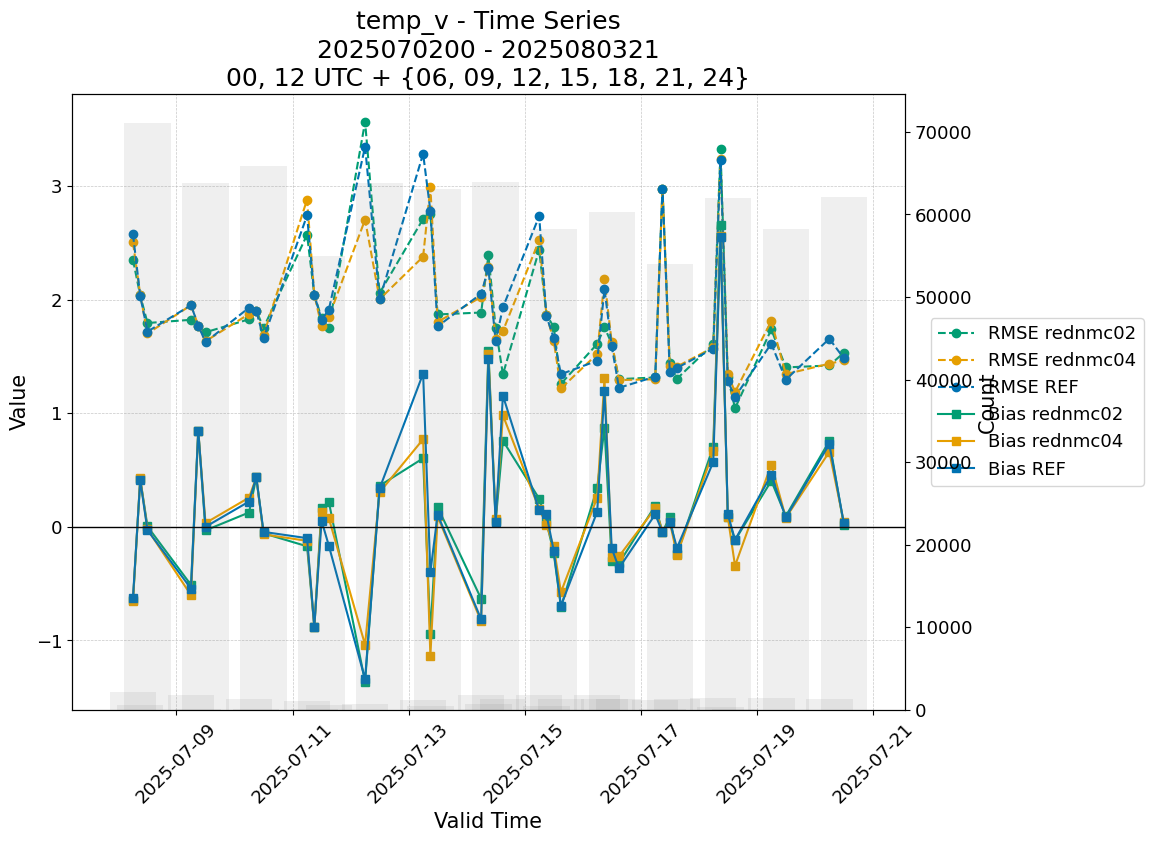 temp_v - Time Series
2025070200 - 2025080321
00, 12 UTC + {06, 09, 12, 15, 18, 21, 24}
Value
3
2
1
0
−1
70000
60000
50000
40000
30000
20000
10000
0
Count
RMSE rednmc02
RMSE rednmc04
RMSE REF
Bias rednmc02
Bias rednmc04
Bias REF
2025-07-09
2025-07-11
2025-07-13
2025-07-15
2025-07-17
2025-07-19
2025-07-21
Valid Time